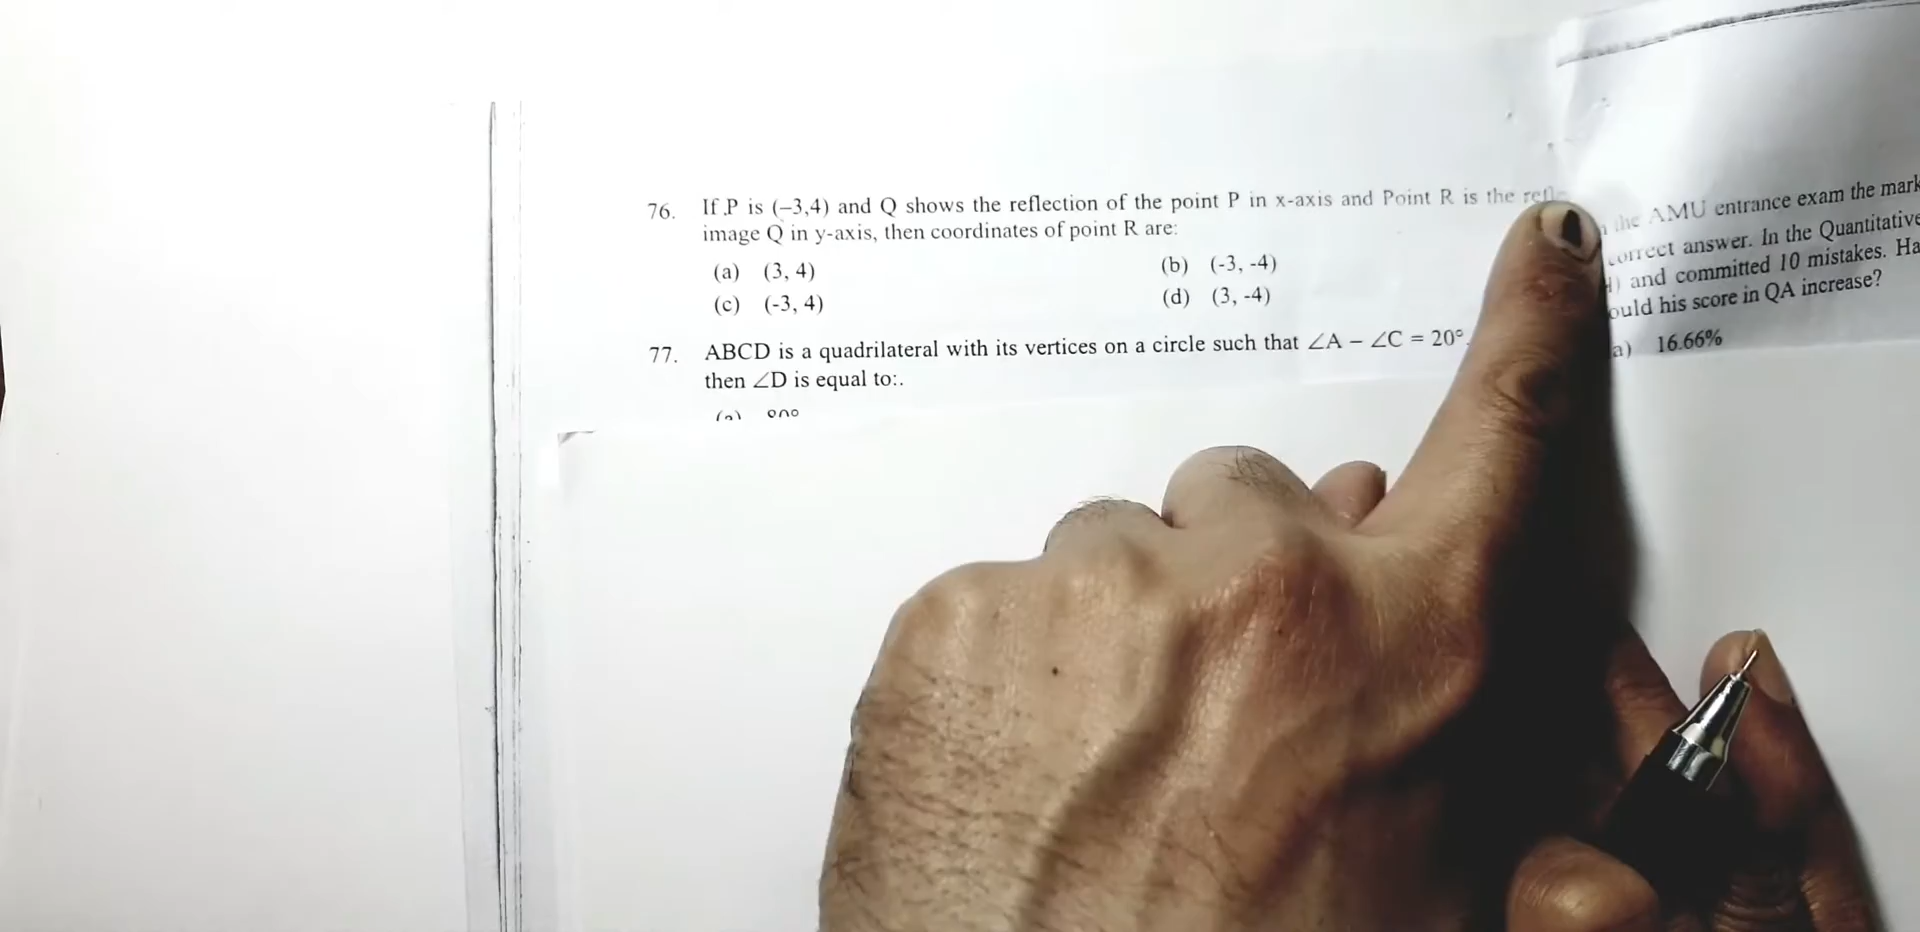 76. If P is (–3,4) and Q shows the reflection of the point P in x-axis and Point R is the
image Q in y-axis, then coordinates of point R are:
(a) (3, 4) (b) (-3, -4)
(c) (-3, 4) (d) (3, -4)
77. ABCD is a quadrilateral with its vertices on a circle such that ∠A – ∠C = 20°
then ∠D is equal to:.
the AMU entrance exam the
correct answer. In the Quantitative
and committed 10 mistakes.
his score in QA increase?
a) 16.66%